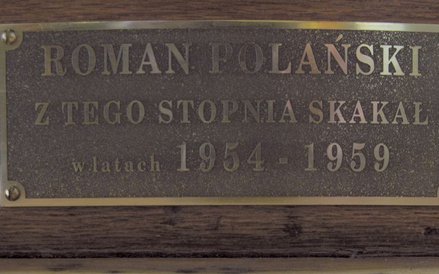 ROMAN POLAŃSKI
Z TEGO STOPNIA SKAKAŁ
w latach 1954 - 1959